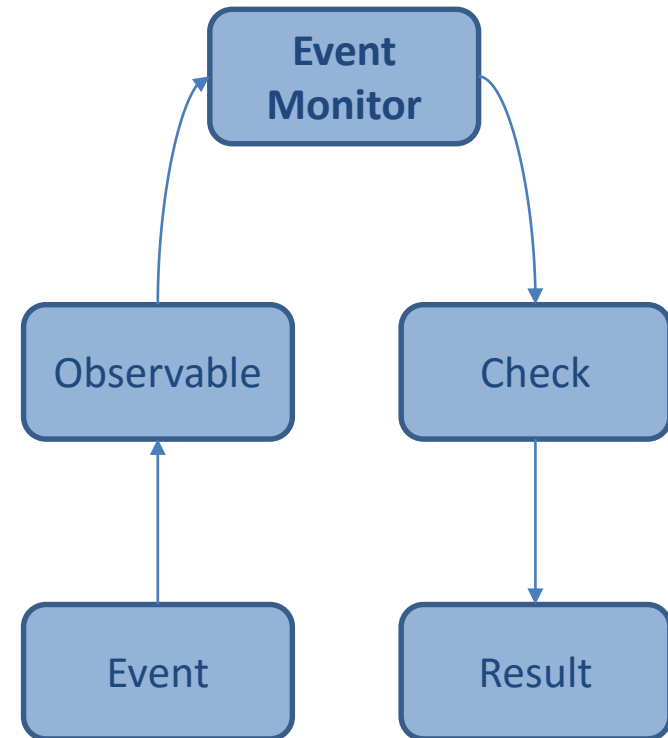 Event
Monitor
Observable
Check
Event
Result